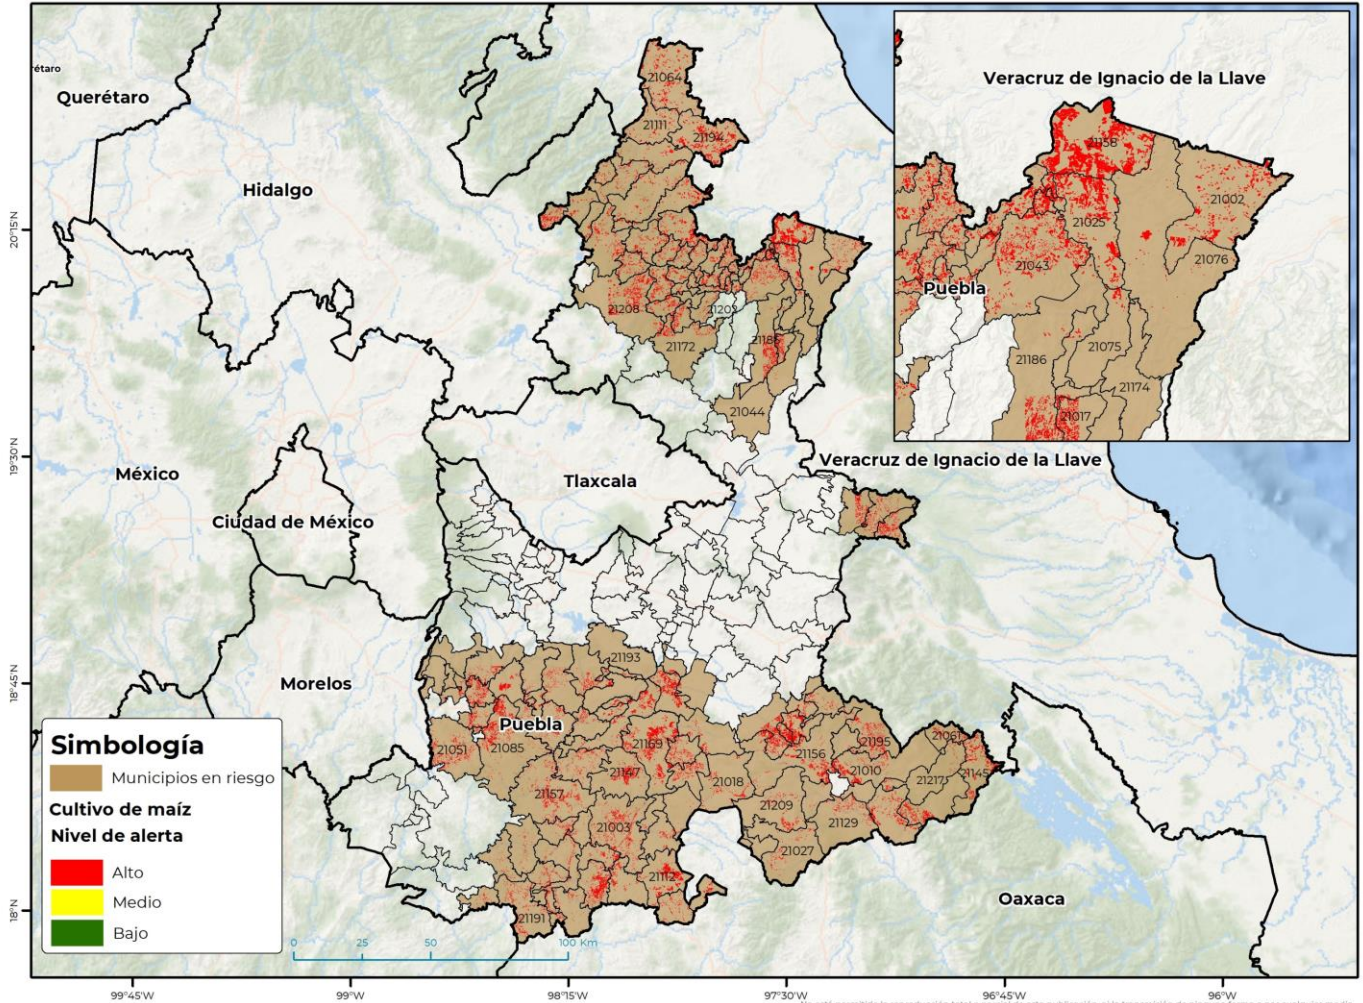 Veracruz de Ignacio de la Llave
21158
21002
21025
21043
21076
Puebla
21186
21075
21174
21017
rétaro
Querétaro
Hidalgo
21064
21111
21194
20°15'N
21208
21202
21172
21186
21044
19°30'N
México
Tlaxcala
Veracruz de Ignacio de la Llave
Ciudad de México
18°45'N
Morelos
21193
Puebla
21051
21085
21169
21147
21157
21003
21018
21156
21195
21010
21061
21217
21145
21209
21129
21027
21112
21191
Oaxaca
18°N
Simbología
Municipios en riesgo
Cultivo de maíz
Nivel de alerta
Alto
Medio
Bajo
0 25 50 100 Km
99°45'W 99°W 98°15'W 97°30'W 96°45'W 96°W